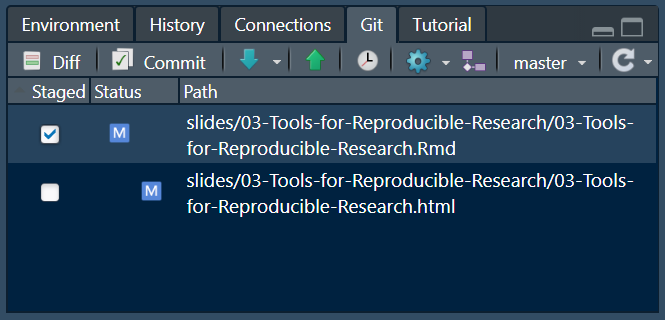 Environment History Connections Git Tutorial
Diff Commit master
Staged Status Path
M slides/03-Tools-for-Reproducible-Research/03-Tools-
for-Reproducible-Research.Rmd
M slides/03-Tools-for-Reproducible-Research/03-Tools-
for-Reproducible-Research.html